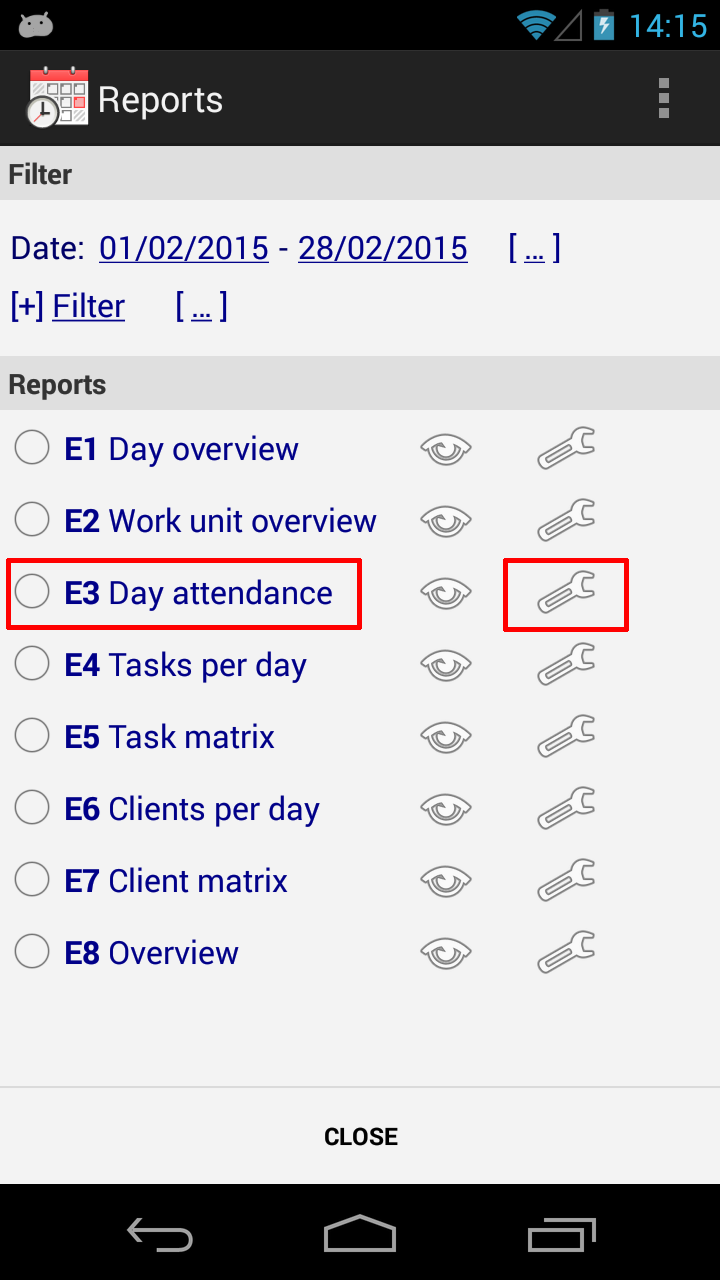 14:15
Reports
Filter
Date: 01/02/2015 - 28/02/2015 [ ... ]
[+] Filter [ ... ]
Reports
E1 Day overview
E2 Work unit overview
E3 Day attendance
E4 Tasks per day
E5 Task matrix
E6 Clients per day
E7 Client matrix
E8 Overview
CLOSE